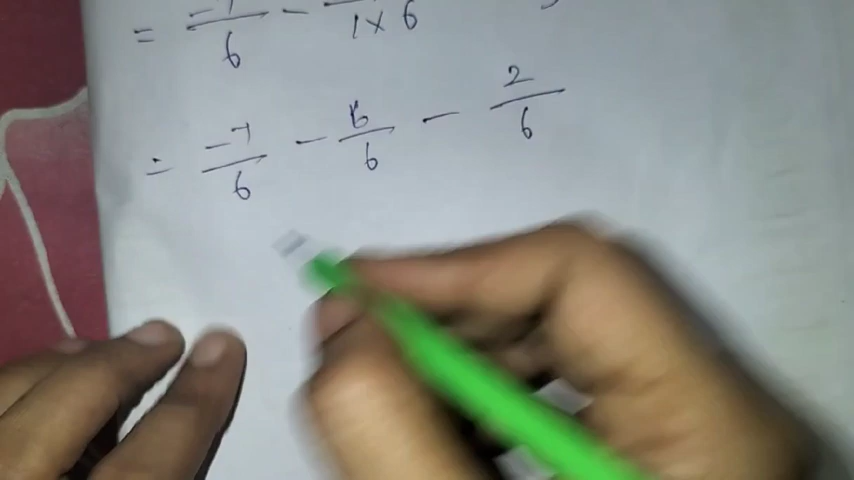 = -7/6 - /1×6
= -7/6 - 6/6 - 2/6